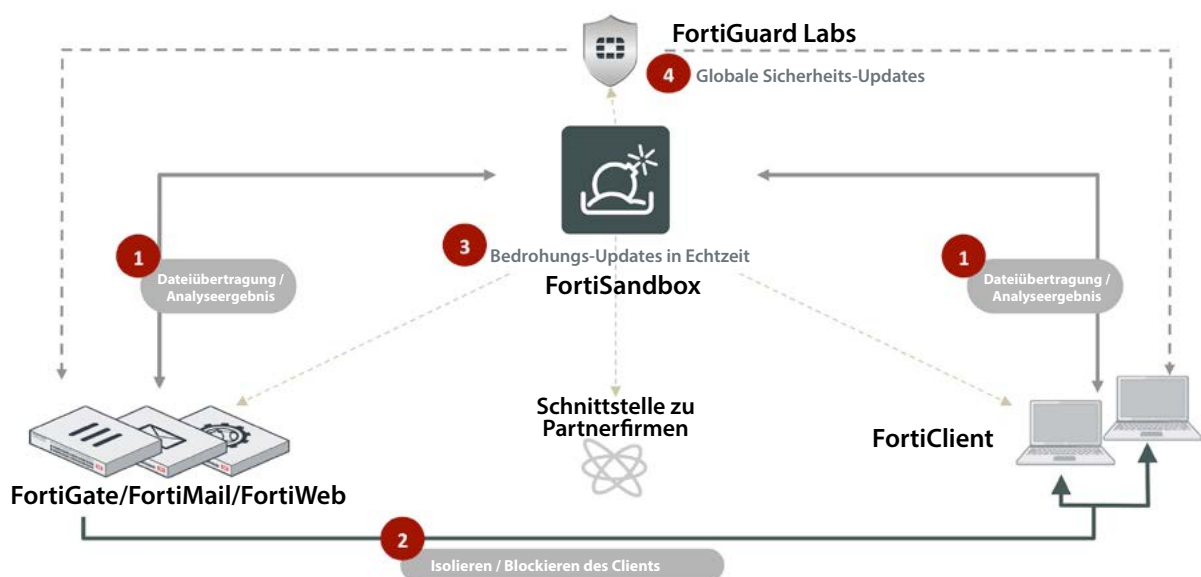 FortiGuard Labs
4 Globale Sicherheits-Updates
1
Dateiübertragung /
Analyseergebnis
3 Bedrohungs-Updates in Echtzeit
FortiSandbox
1
Dateiübertragung /
Analyseergebnis
Schnittstelle zu
Partnerfirmen
FortiClient
FortiGate/FortiMail/FortiWeb
2
Isolieren / Blockieren des Clients